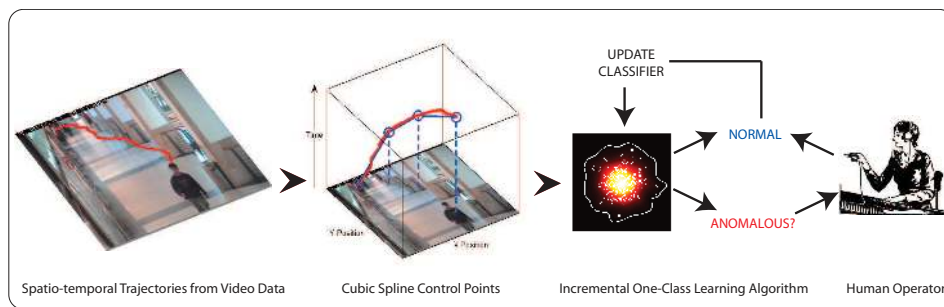 UPDATE
CLASSIFIER
Time
NORMAL
Y Position
X Position
ANOMALOUS?
Spatio-temporal Trajectories from Video Data
Cubic Spline Control Points
Incremental One-Class Learning Algorithm
Human Operator